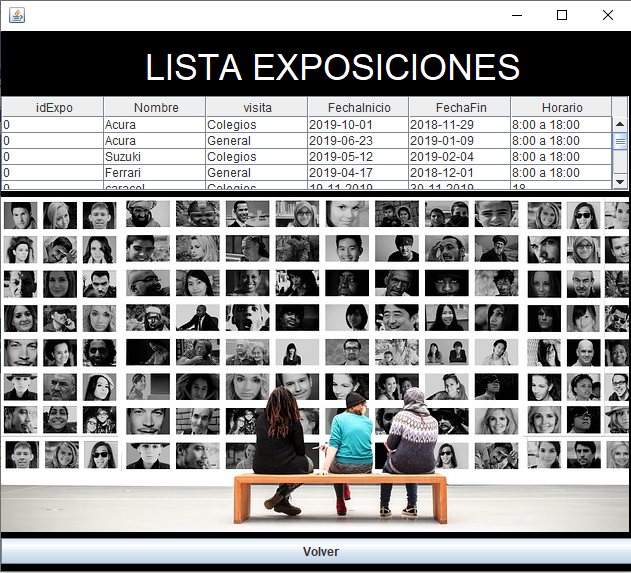 LISTA EXPOSICIONES
idExpo Nombre visita FechaInicio FechaFin Horario
0 Acura Colegios 2019-10-01 2018-11-29 8:00 a 18:00
0 Acura General 2019-06-23 2019-01-09 8:00 a 18:00
0 Suzuki Colegios 2019-05-12 2019-02-04 8:00 a 18:00
0 Ferrari General 2019-04-17 2018-12-01 8:00 a 18:00
0 caracol Colegios 19-11-2019 30-11-2019 18
Volver